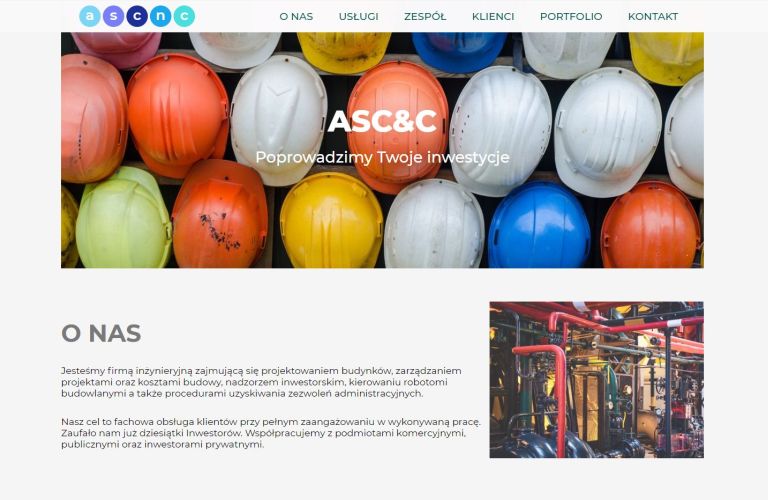 a s c n c
O NAS USŁUGI ZESPÓŁ KLIENCI PORTFOLIO KONTAKT
ASC&C
Poprowadzimy Twoje inwestycje
O NAS
Jesteśmy firmą inżynieryjną zajmującą się projektowaniem budynków, zarządzaniem
projektami oraz kosztami budowy, nadzorem inwestorskim, kierowaniu robotomi
budowlanymi a także procedurami uzyskiwania zezwoleń administracyjnych.
Nasz cel to fachowa obsługa klientów przy pełnym zaangażowaniu w wykonywaną pracę.
Zaufało nam już dziesiątki Inwestorów. Współpracujemy z podmiotami komercyjnymi,
publicznymi oraz inwestorami prywatnymi.